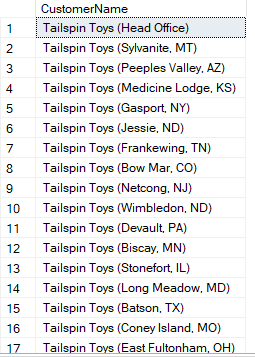 CustomerName
1 Tailspin Toys (Head Office)
2 Tailspin Toys (Sylvanite, MT)
3 Tailspin Toys (Peeples Valley, AZ)
4 Tailspin Toys (Medicine Lodge, KS)
5 Tailspin Toys (Gasport, NY)
6 Tailspin Toys (Jessie, ND)
7 Tailspin Toys (Frankewing, TN)
8 Tailspin Toys (Bow Mar, CO)
9 Tailspin Toys (Netcong, NJ)
10 Tailspin Toys (Wimbledon, ND)
11 Tailspin Toys (Devault, PA)
12 Tailspin Toys (Biscay, MN)
13 Tailspin Toys (Stonefort, IL)
14 Tailspin Toys (Long Meadow, MD)
15 Tailspin Toys (Batson, TX)
16 Tailspin Toys (Coney Island, MO)
17 Tailspin Toys (East Fultonham, OH)